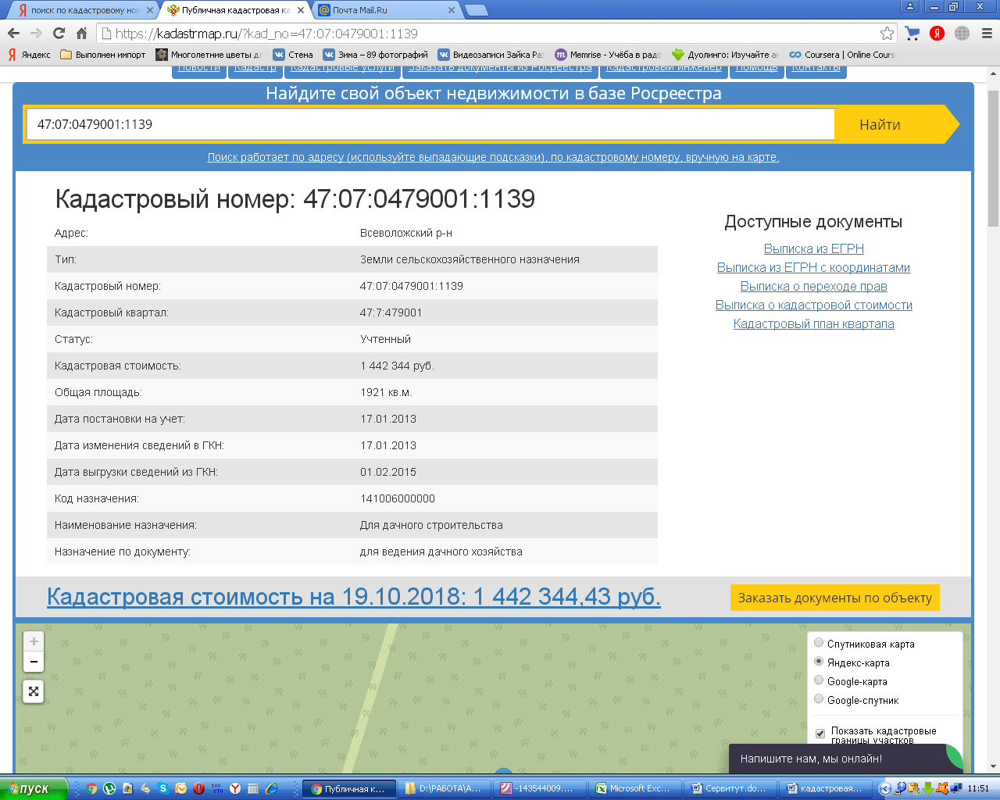 поиск по кадастровому но
Публичная кадастровая к
Почта Mail.Ru
https://kadastrmap.ru/?kad_no=47:07:0479001:1139
Яндекс
Выполнен импорт
Многолетние цветы д
Стена
Зима – 89 фотографий
Видеозаписи Зайка Ра
Memrise - Учёба в радо
Дуолинго: Изучайте а
Coursera | Online Cours
Новости
Кадастр
Кадастровые услуги
Заказать документы из Росреестра
Кадастровый инженер
Помощь
Контакты
Найдите свой объект недвижимости в базе Росреестра
47:07:0479001:1139
Найти
Поиск работает по адресу (используйте выпадающие подсказки), по кадастровому номеру, вручную на карте.
Кадастровый номер: 47:07:0479001:1139
Адрес: Всеволожский р-н
Тип: Земли сельскохозяйственного назначения
Кадастровый номер: 47:07:0479001:1139
Кадастровый квартал: 47:7:479001
Статус: Учтенный
Кадастровая стоимость: 1 442 344 руб.
Общая площадь: 1921 кв.м.
Дата постановки на учет: 17.01.2013
Дата изменения сведений в ГКН: 17.01.2013
Дата выгрузки сведений из ГКН: 01.02.2015
Код назначения: 141006000000
Наименование назначения: Для дачного строительства
Назначение по документу: для ведения дачного хозяйства
Доступные документы
Выписка из ЕГРН
Выписка из ЕГРН с координатами
Выписка о переходе прав
Выписка о кадастровой стоимости
Кадастровый план квартала
Кадастровая стоимость на 19.10.2018: 1 442 344,43 руб.
Заказать документы по объекту
+
−
Спутниковая карта
Яндекс-карта
Google-карта
Google-спутник
Показать кадастровые
границы участков
Напишите нам, мы онлайн!
пуск
100
сто
Публичная к...
D:\РАБОТА\А...
-143544009....
Microsoft Exc...
Сервитут.do...
кадастровая...
11:51